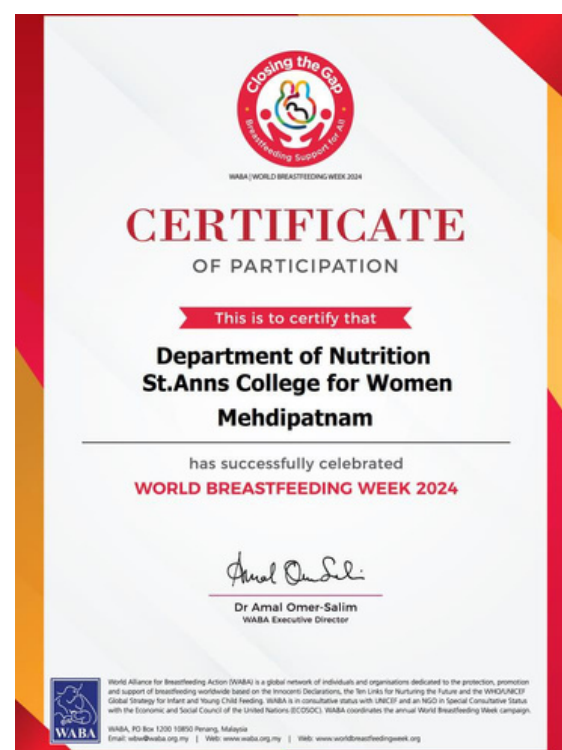 Closing the Gap
Breastfeeding Support for All
WABA | WORLD BREASTFEEDING WEEK 2024
CERTIFICATE
OF PARTICIPATION
This is to certify that
Department of Nutrition
St.Anns College for Women
Mehdipatnam
has successfully celebrated
WORLD BREASTFEEDING WEEK 2024
Dr Amal Omer-Salim
WABA Executive Director
World Alliance for Breastfeeding Action (WABA) is a global network of individuals and organisations dedicated to the protection, promotion
and support of breastfeeding worldwide based on the Innocenti Declarations, the Ten Links for Nurturing the Future and the WHO/UNICEF
Global Strategy for Infant and Young Child Feeding. WABA is in consultative status with UNICEF and an NGO in Special Consultative Status
with the Economic and Social Council of the United Nations (ECOSOC). WABA coordinates the annual World Breastfeeding Week campaign.
WABA
WABA, PO Box 1200 10850 Penang, Malaysia
Email: wbw@waba.org.my | Web: www.waba.org.my | Web: www.worldbreastfeedingweek.org